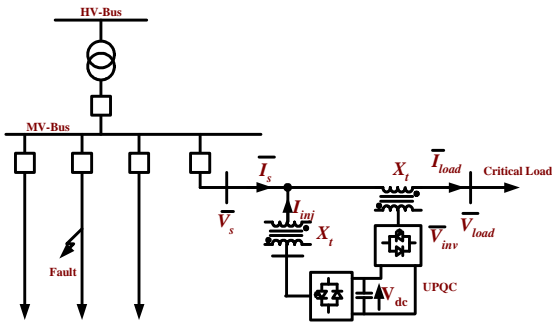 HV-Bus
MV-Bus
I_s
X_t
I_load
Critical Load
V_s
I_inj
X_t
V_inv
V_load
Fault
V_dc
UPQC